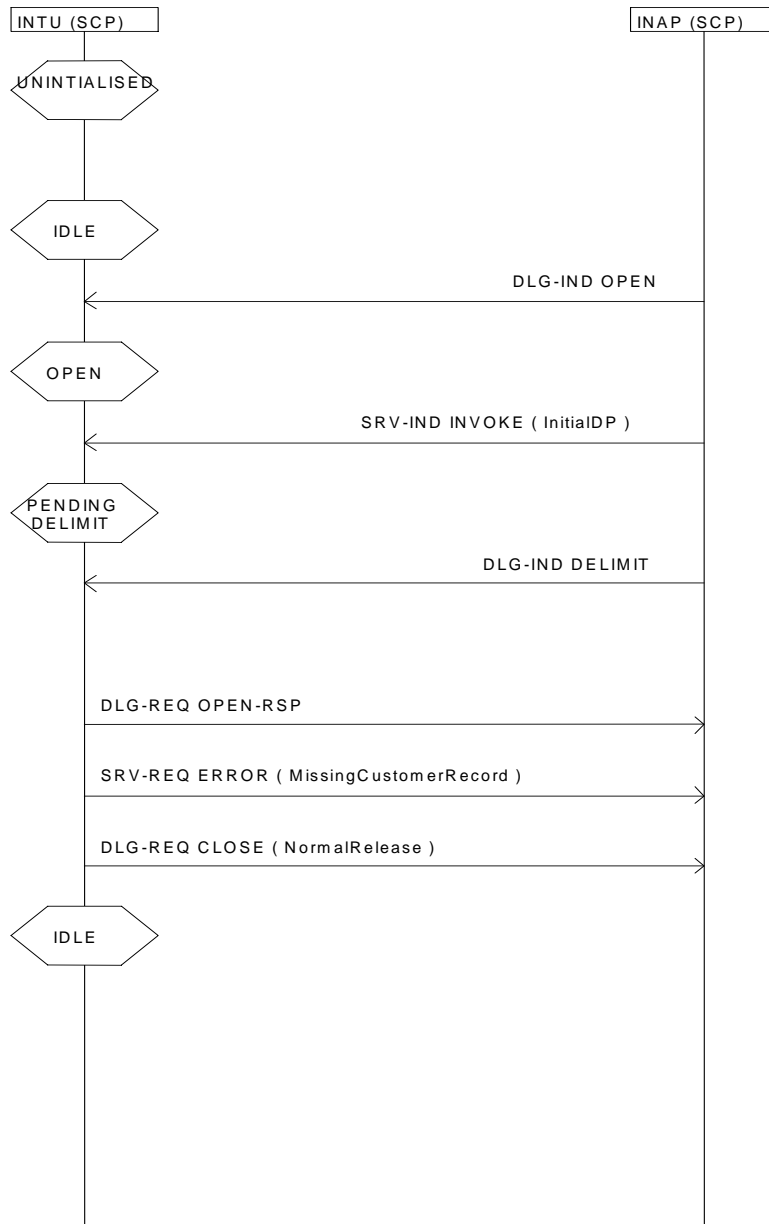 INTU (SCP)
INAP (SCP)
UNINTIALISED
IDLE
DLG-IND OPEN
OPEN
SRV-IND INVOKE ( InitialDP )
PENDING
DELIMIT
DLG-IND DELIMIT
DLG-REQ OPEN-RSP
SRV-REQ ERROR ( MissingCustomerRecord )
DLG-REQ CLOSE ( NormalRelease )
IDLE